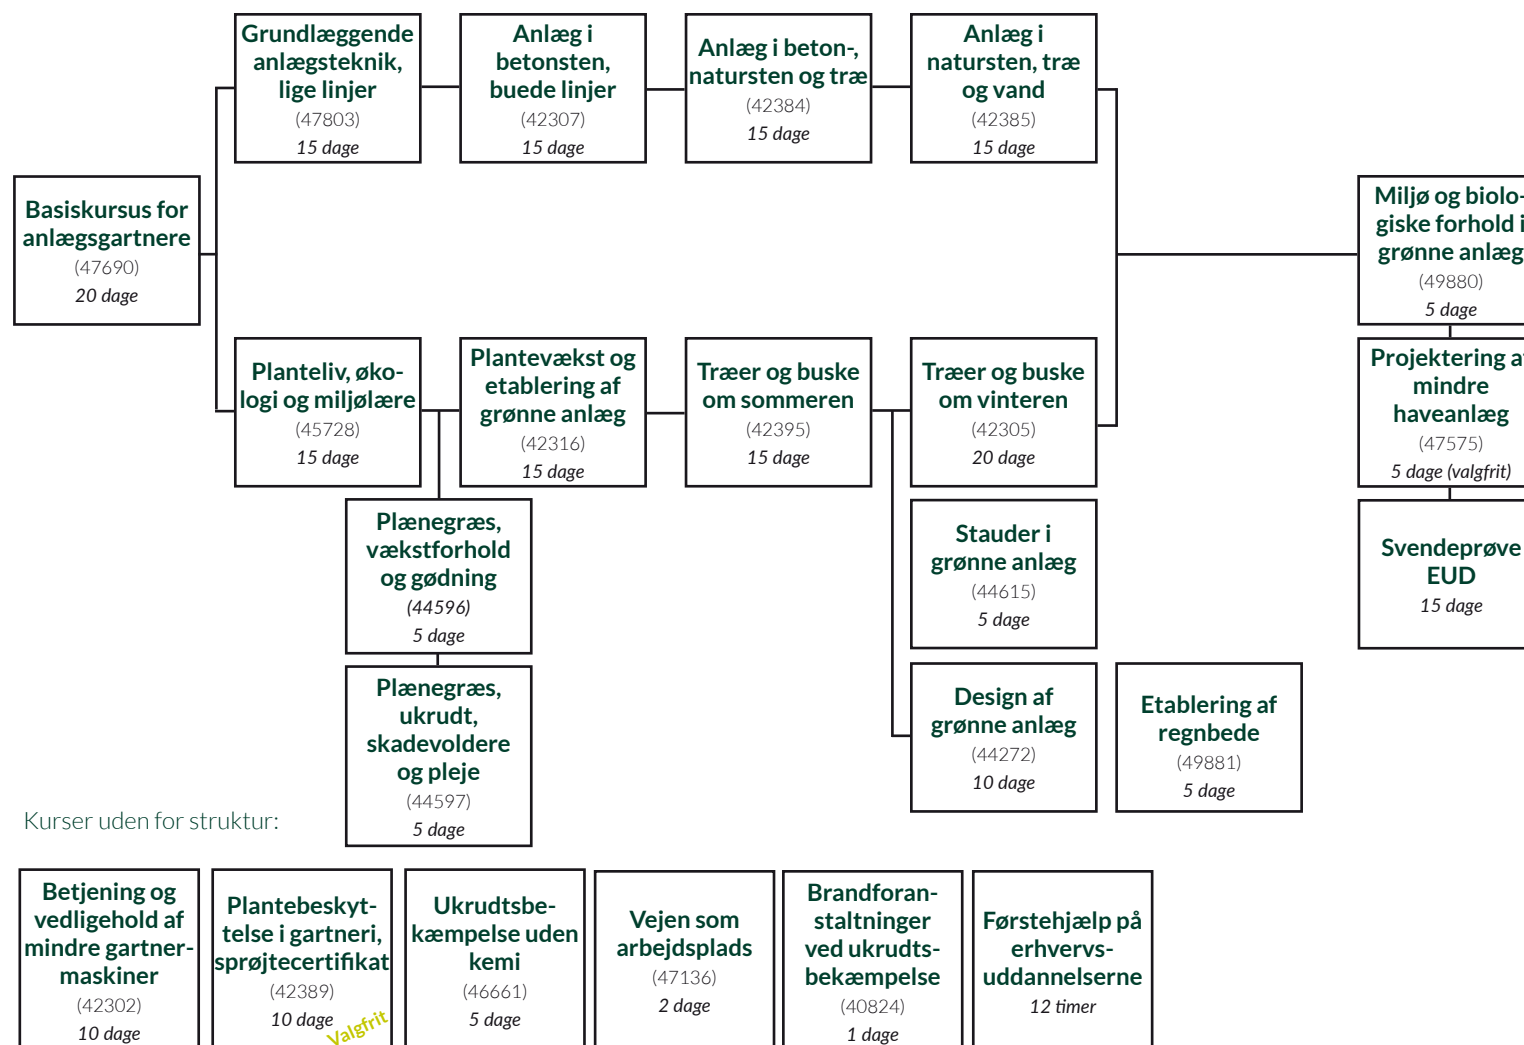 Grundlæggende
anlægsteknik,
lige linjer
(47803)
15 dage
Anlæg i
betonsten,
buede linjer
(42307)
15 dage
Anlæg i beton-,
natursten og træ
(42384)
15 dage
Anlæg i
natursten, træ
og vand
(42385)
15 dage
Basiskursus for
anlægsgartnere
(47690)
20 dage
Miljø og biolo-
giske forhold i
grønne anlæg
(49880)
5 dage
Planteliv, øko-
logi og miljølære
(45728)
15 dage
Plantevækst og
etablering af
grønne anlæg
(42316)
15 dage
Træer og buske
om sommeren
(42395)
15 dage
Træer og buske
om vinteren
(42305)
20 dage
Projektering af
mindre
haveanlæg
(47575)
5 dage (valgfrit)
Plænegræs,
vækstforhold
og gødning
(44596)
5 dage
Stauder i
grønne anlæg
(44615)
5 dage
Svendeprøve
EUD
15 dage
Plænegræs,
ukrudt,
skadevoldere
og pleje
(44597)
5 dage
Design af
grønne anlæg
(44272)
10 dage
Etablering af
regnbede
(49881)
5 dage
Kurser uden for struktur:
Betjening og
vedligehold af
mindre gartner-
maskiner
(42302)
10 dage
Plantebeskyt-
telse i gartneri,
sprøjtecertifikat
(42389)
10 dage
Valgfrit
Ukrudtsbe-
kæmpelse uden
kemi
(46661)
5 dage
Vejen som
arbejdsplads
(47136)
2 dage
Brandforan-
staltninger
ved ukrudts-
bekæmpelse
(40824)
1 dage
Førstehjælp på
erhvervs-
uddannelserne
12 timer